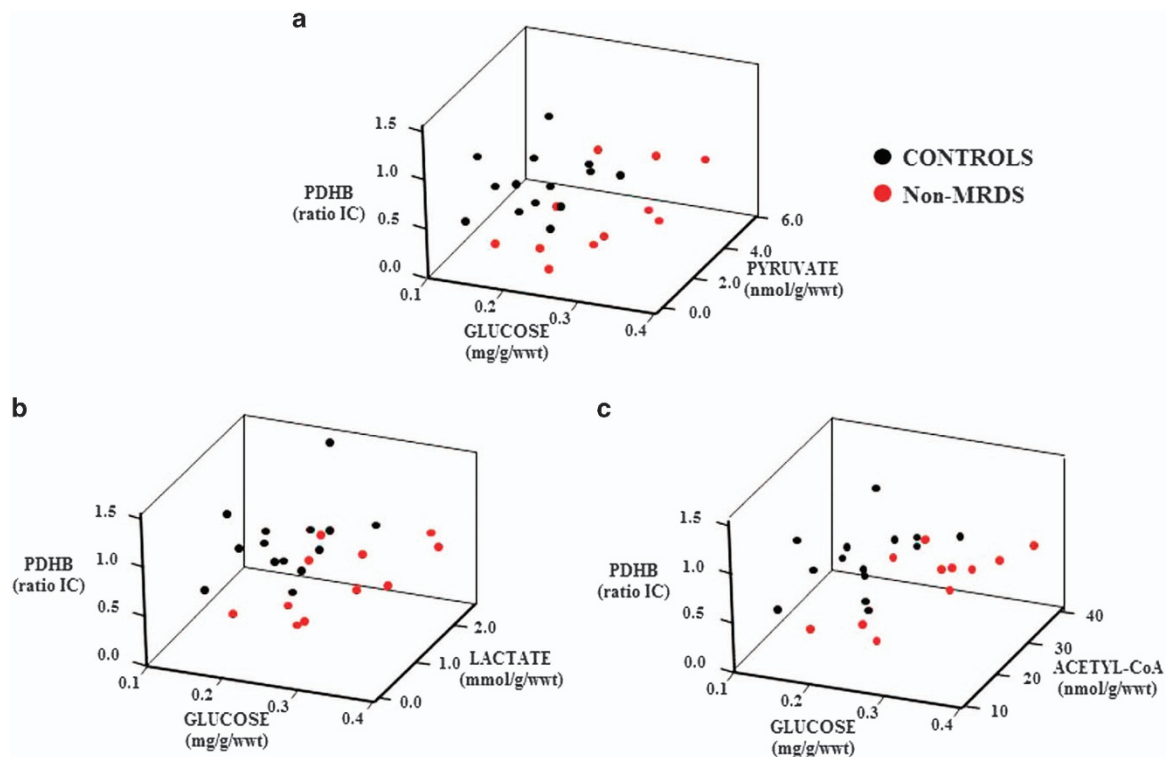 a
1.5
1.0
0.5
0.0
PDHB
(ratio IC)
0.1
0.2
0.3
0.4
GLUCOSE
(mg/g/wwt)
6.0
4.0
2.0
0.0
PYRUVATE
(nmol/g/wwt)
CONTROLS
Non-MRDS
b
1.5
1.0
0.5
0.0
PDHB
(ratio IC)
0.1
0.2
0.3
0.4
GLUCOSE
(mg/g/wwt)
2.0
1.0
0.0
LACTATE
(mmol/g/wwt)
c
1.5
1.0
0.5
0.0
PDHB
(ratio IC)
0.1
0.2
0.3
0.4
GLUCOSE
(mg/g/wwt)
40
30
20
10
ACETYL-CoA
(nmol/g/wwt)